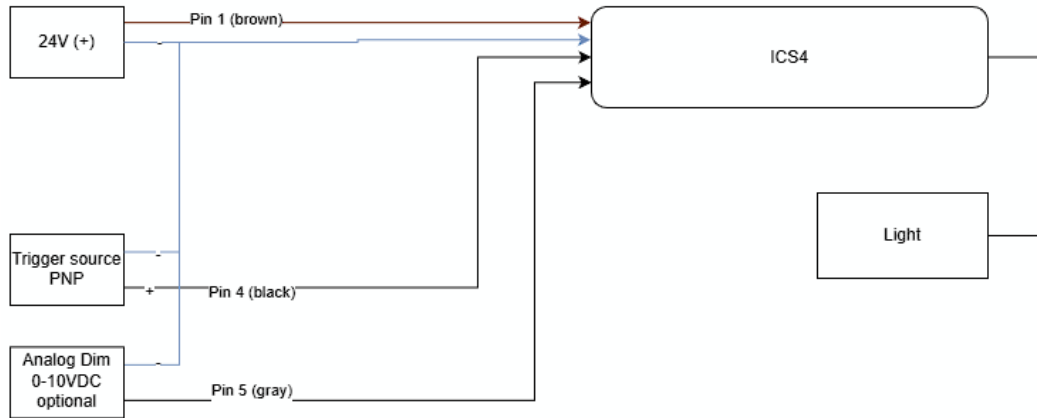 Pin 1 (brown)
24V (+)
-
ICS4
Trigger source
PNP
-
+
Pin 4 (black)
Light
Analog Dim
0-10VDC
optional
-
Pin 5 (gray)